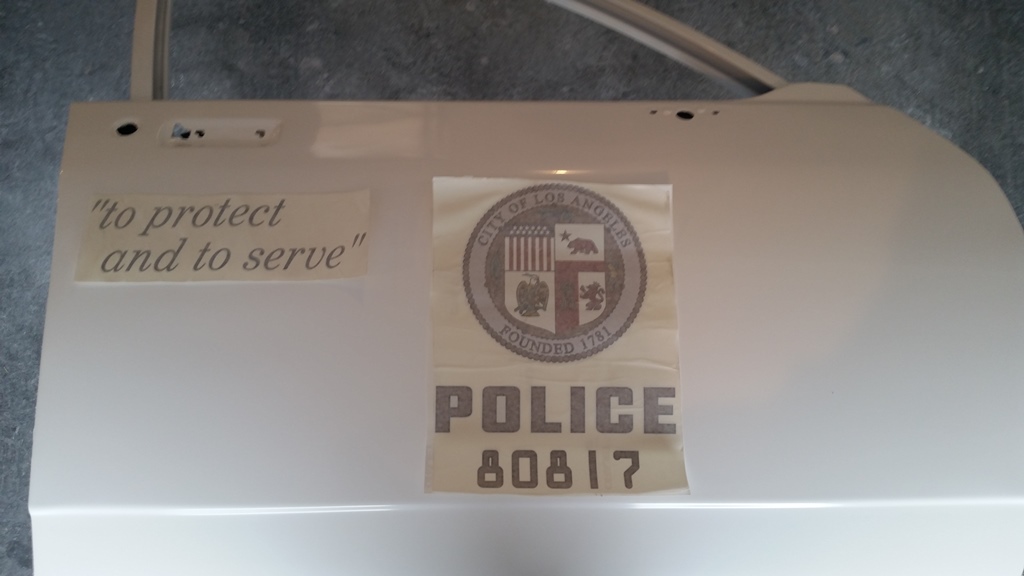 "to protect
and to serve"
CITY OF LOS ANGELES
FOUNDED 1781
POLICE
80817